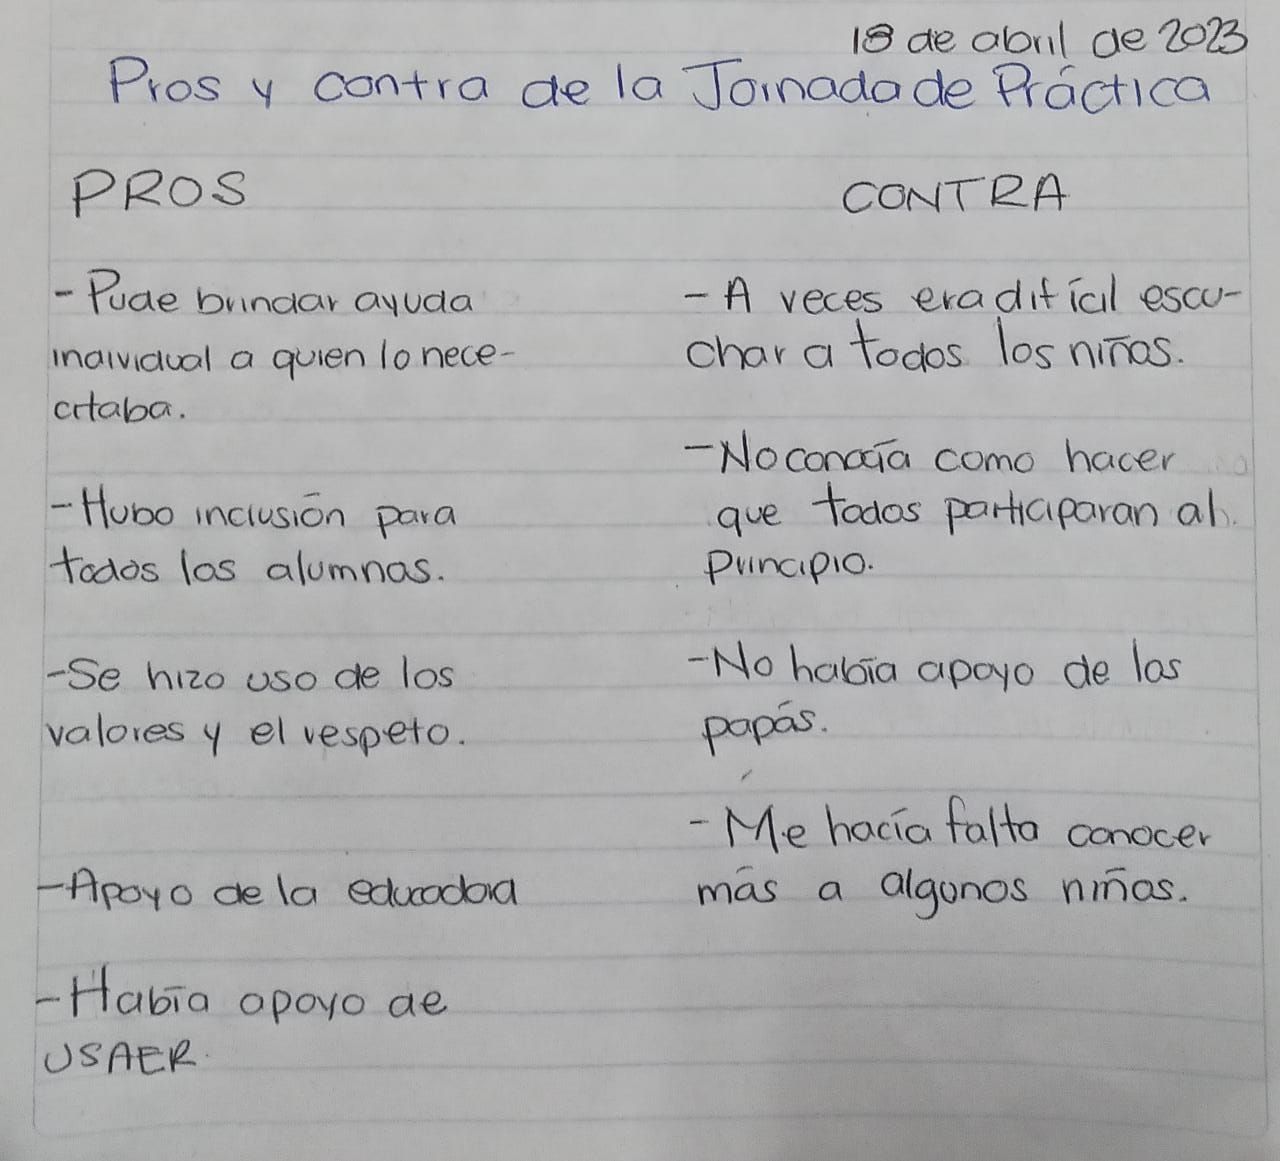 18 de abril de 2023
Pros y contra de la Jornada de Práctica
PROS
- Pude brindar ayuda
individual a quien lo nece-
citaba.
- Hubo inclusión para
todos los alumnos.
- Se hizo uso de los
valores y el respeto.
- Apoyo de la educadora
- Había apoyo de
USAER.
CONTRA
- A veces era difícil escu-
char a todos los niños.
- No conocía como hacer
que todos participaran al
principio.
- No había apoyo de los
papás.
- Me hacía falta conocer
más a algunos niños.